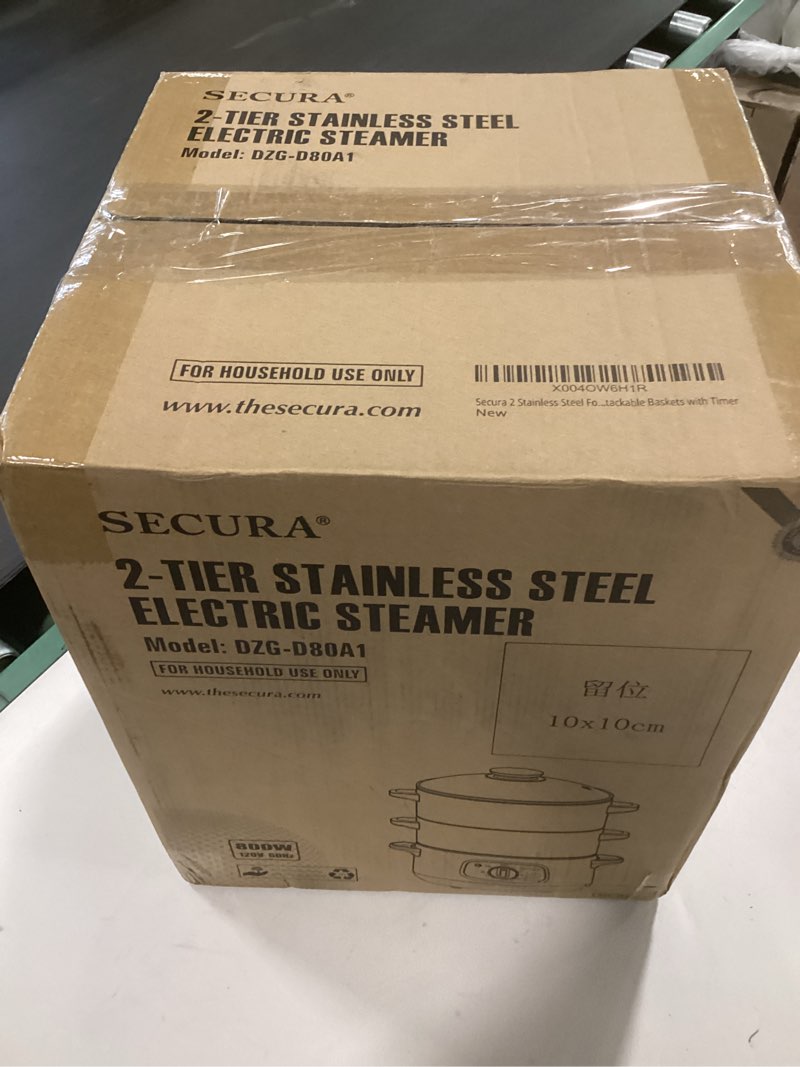 SECURA®
2-TIER STAINLESS STEEL
ELECTRIC STEAMER
Model: DZG-D80A1
FOR HOUSEHOLD USE ONLY
www.thesecura.com
X004OW6H1R
Secura 2 Stainless Steel Fo...tackable Baskets with Timer
New
SECURA®
2-TIER STAINLESS STEEL
ELECTRIC STEAMER
Model: DZG-D80A1
FOR HOUSEHOLD USE ONLY
www.thesecura.com
留位
10x10cm
800W
120V 60Hz